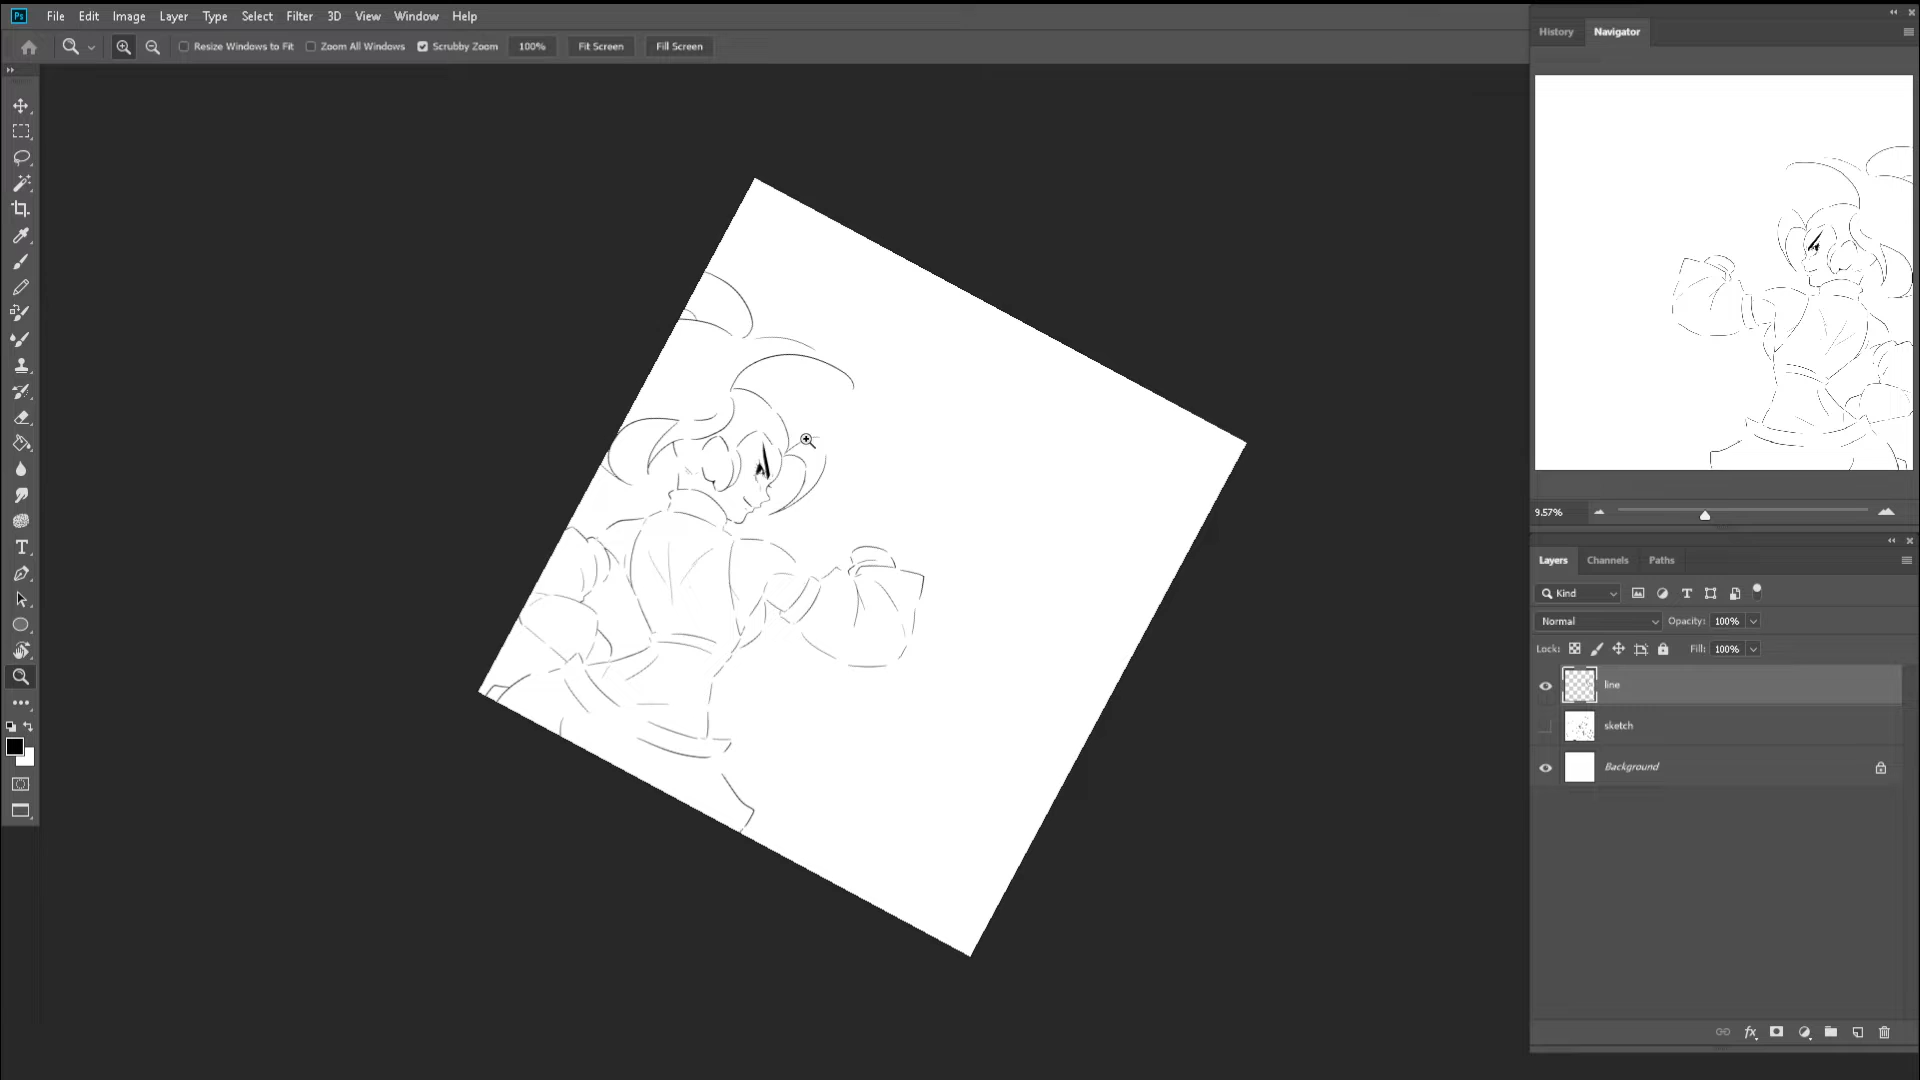 Ps File Edit Image Layer Type Select Filter 3D View Window Help
Resize Windows to Fit Zoom All Windows Scrubby Zoom 100% Fit Screen Fill Screen
History Navigator
9.57%
Layers Channels Paths
Kind
Normal Opacity: 100%
Lock: Fill: 100%
line
sketch
Background